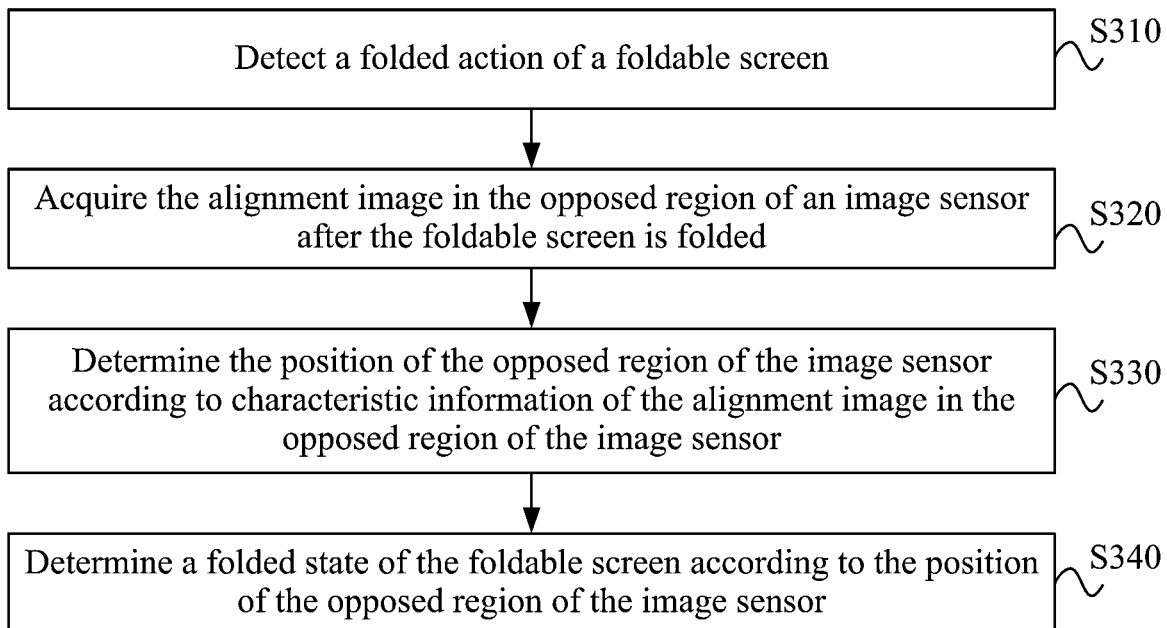 Detect a folded action of a foldable screen
S310
Acquire the alignment image in the opposed region of an image sensor
after the foldable screen is folded
S320
Determine the position of the opposed region of the image sensor
according to characteristic information of the alignment image in the
opposed region of the image sensor
S330
Determine a folded state of the foldable screen according to the position
of the opposed region of the image sensor
S340